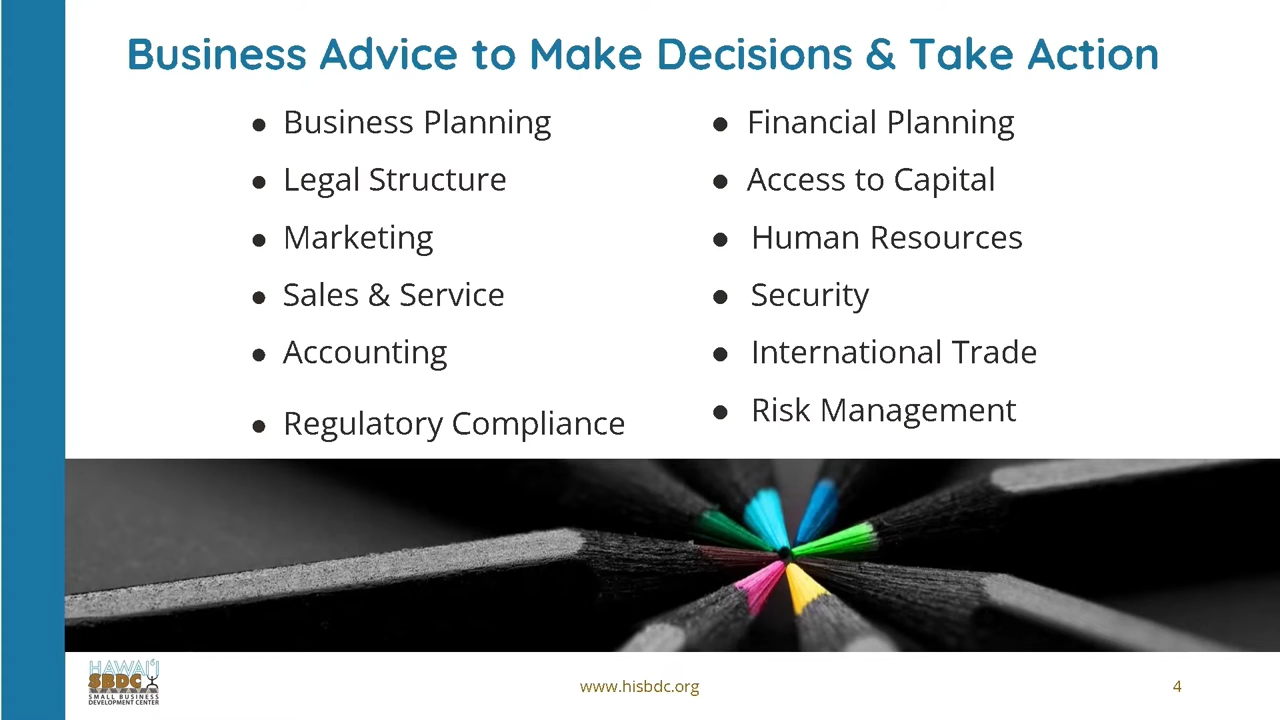 Business Advice to Make Decisions & Take Action
● Business Planning
● Legal Structure
● Marketing
● Sales & Service
● Accounting
● Regulatory Compliance
● Financial Planning
● Access to Capital
● Human Resources
● Security
● International Trade
● Risk Management
HAWAI‘I
SBDC
SMALL BUSINESS
DEVELOPMENT CENTER
www.hisbdc.org
4